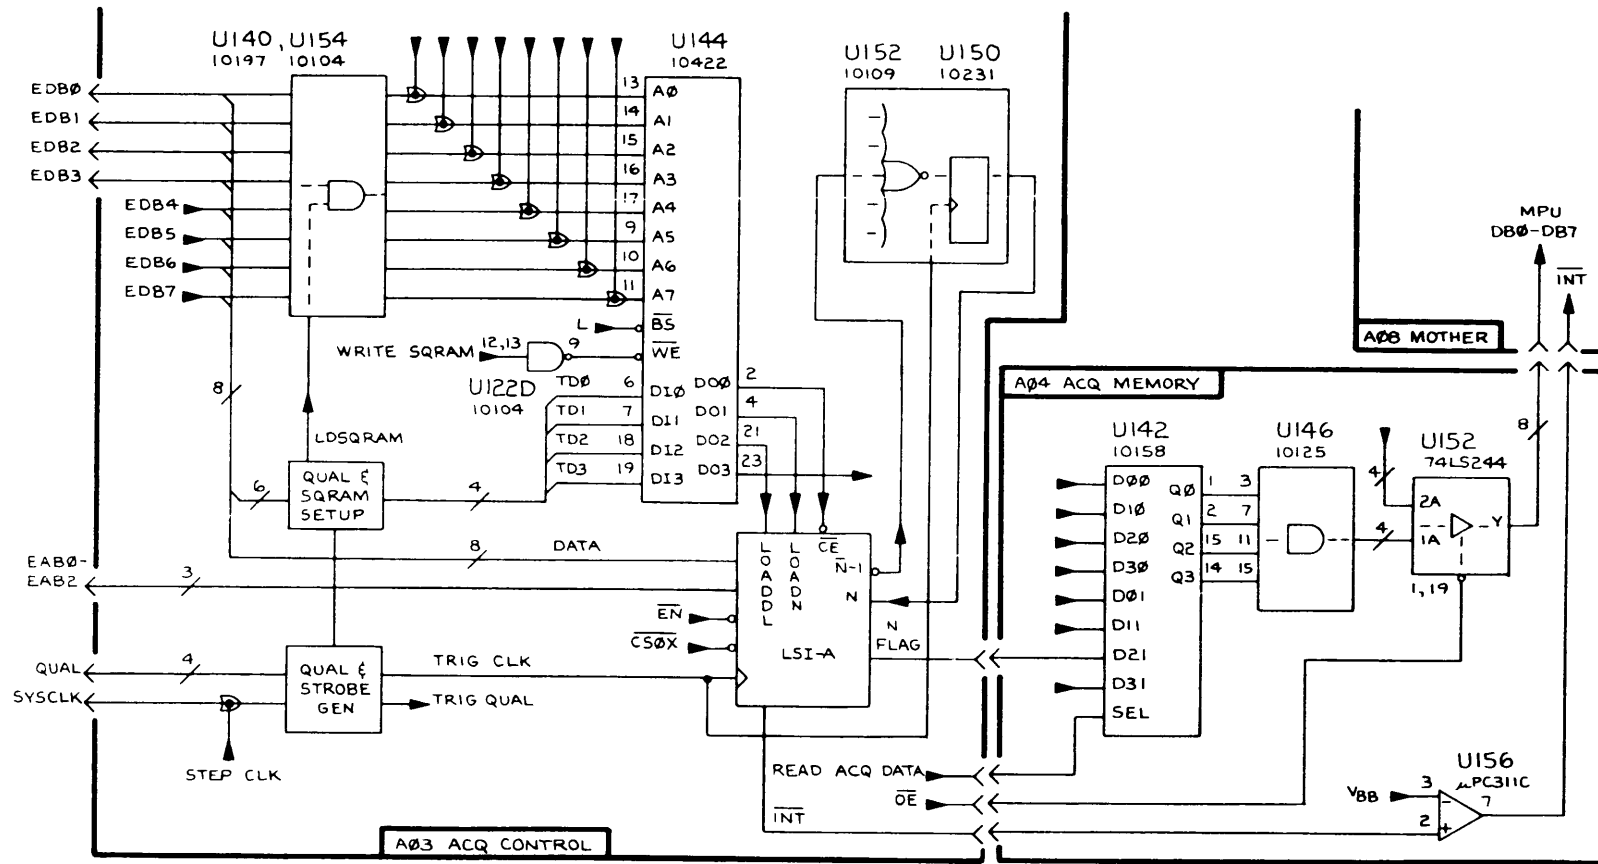 U140, U154
10197 10104
U144
10422
U152 U150
10109 10231
EDBØ
EDB1
EDB2
EDB3
EDB4
EDB5
EDB6
EDB7
13
AØ
14
A1
15
A2
16
A3
17
A4
9
A5
10
A6
11
A7
L
BS
WRITE SQRAM
12,13
9
WE
U122D
10104
TDØ
6
DIØ
TD1
7
DI1
TD2
18
DI2
TD3
19
DI3
DOØ
2
DO1
4
DO2
21
DO3
23
8
LDSQRAM
QUAL &
SQRAM
SETUP
6
4
8
DATA
EABØ-
EAB2
3
EN
CSØX
LOADDL
LOADN
CE
N-1
N
N
FLAG
LSI-A
QUAL
4
SYSCLK
QUAL &
STROBE
GEN
TRIG CLK
TRIG QUAL
STEP CLK
READ ACQ DATA
OE
INT
AØ3 ACQ CONTROL
MPU
DBØ-DB7
INT
AØ8 MOTHER
AØ4 ACQ MEMORY
8
U142
10158
DØØ
D1Ø
D2Ø
D3Ø
DØ1
D11
D21
D31
SEL
QØ
Q1
Q2
Q3
1 3
2 7
15 11
14 15
U146
10125
4
4
U152
74LS244
2A
1A
1
Y
1,19
U156
µPC311C
VBB
3
-
2
+
7